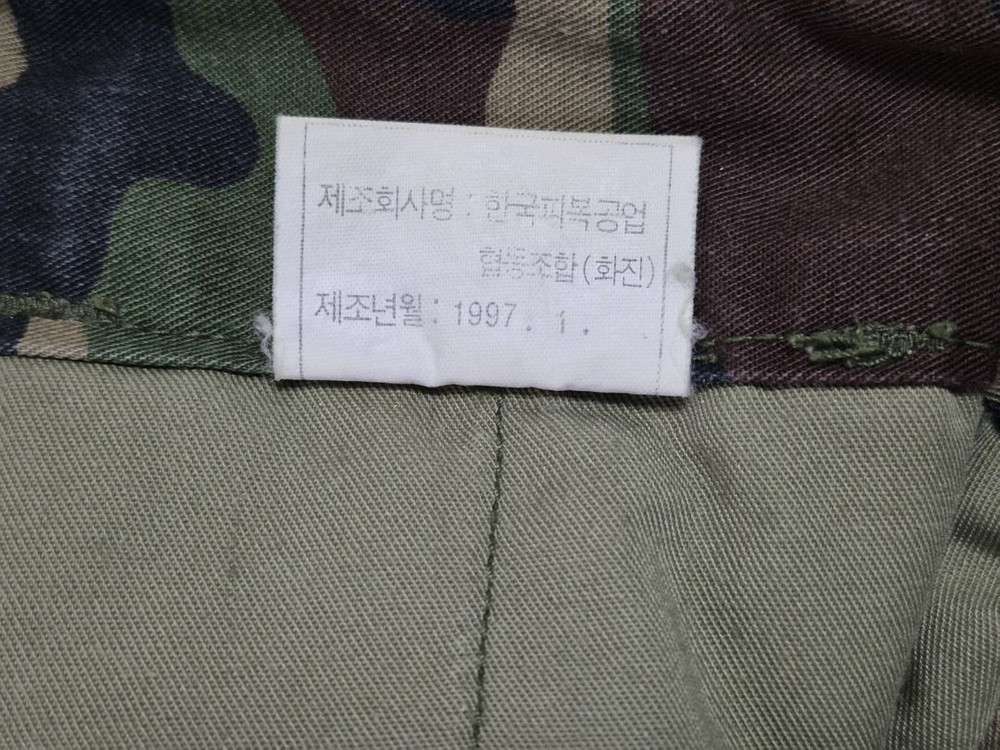 제조회사명 : 한국피복공업
협동조합(화진)
제조년월 : 1997. 1.